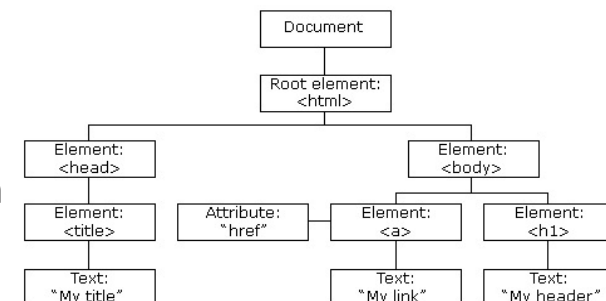 Document
Root element:
<html>
Element:
<head>
Element:
<body>
Element:
<title>
Attribute:
"href"
Element:
<a>
Element:
<h1>
Text:
"My title"
Text:
"My link"
Text:
"My header"